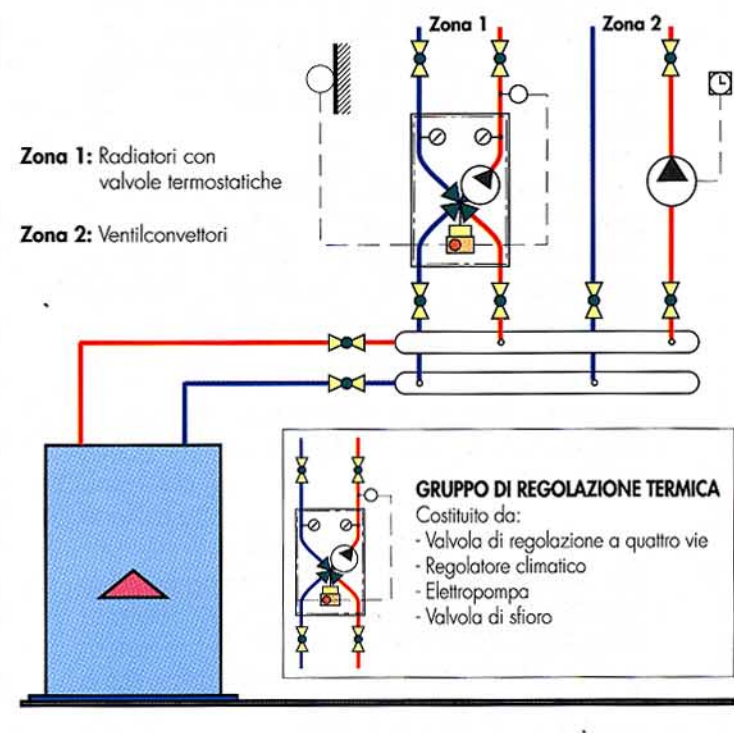 Zona 1
Zona 2
Zona 1: Radiatori con
valvole termostatiche
Zona 2: Ventilconvettori
GRUPPO DI REGOLAZIONE TERMICA
Costituito da:
- Valvola di regolazione a quattro vie
- Regolatore climatico
- Elettropompa
- Valvola di sfioro